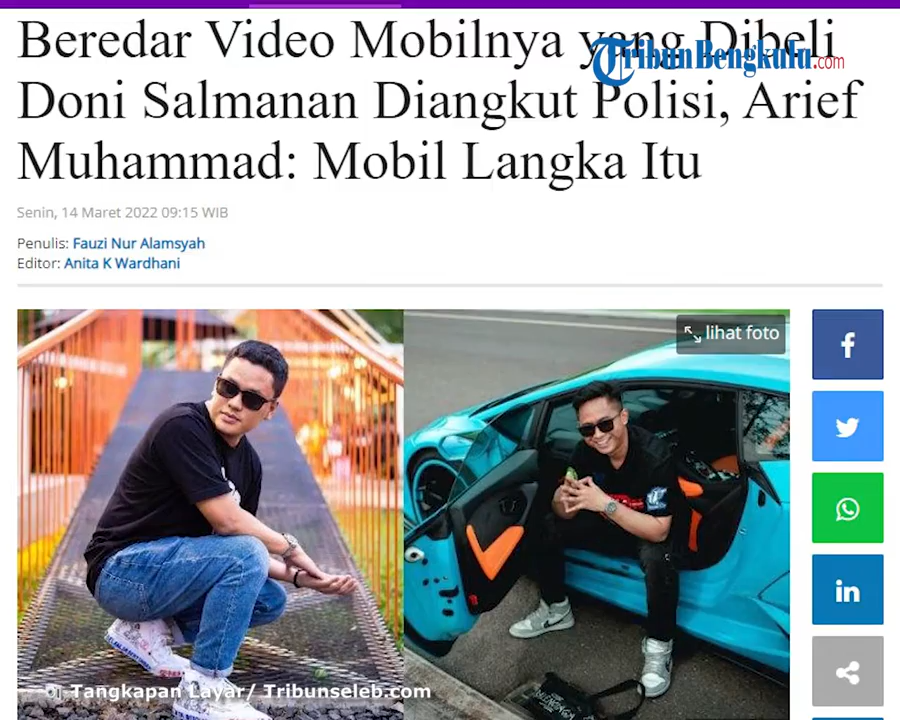 Beredar Video Mobilnya yang Dibeli
TribunBengkulu.com
Doni Salmanan Diangkut Polisi, Arief
Muhammad: Mobil Langka Itu
Senin, 14 Maret 2022 09:15 WIB
Penulis: Fauzi Nur Alamsyah
Editor: Anita K Wardhani
lihat foto
Tangkapan Layar/ Tribunseleb.com